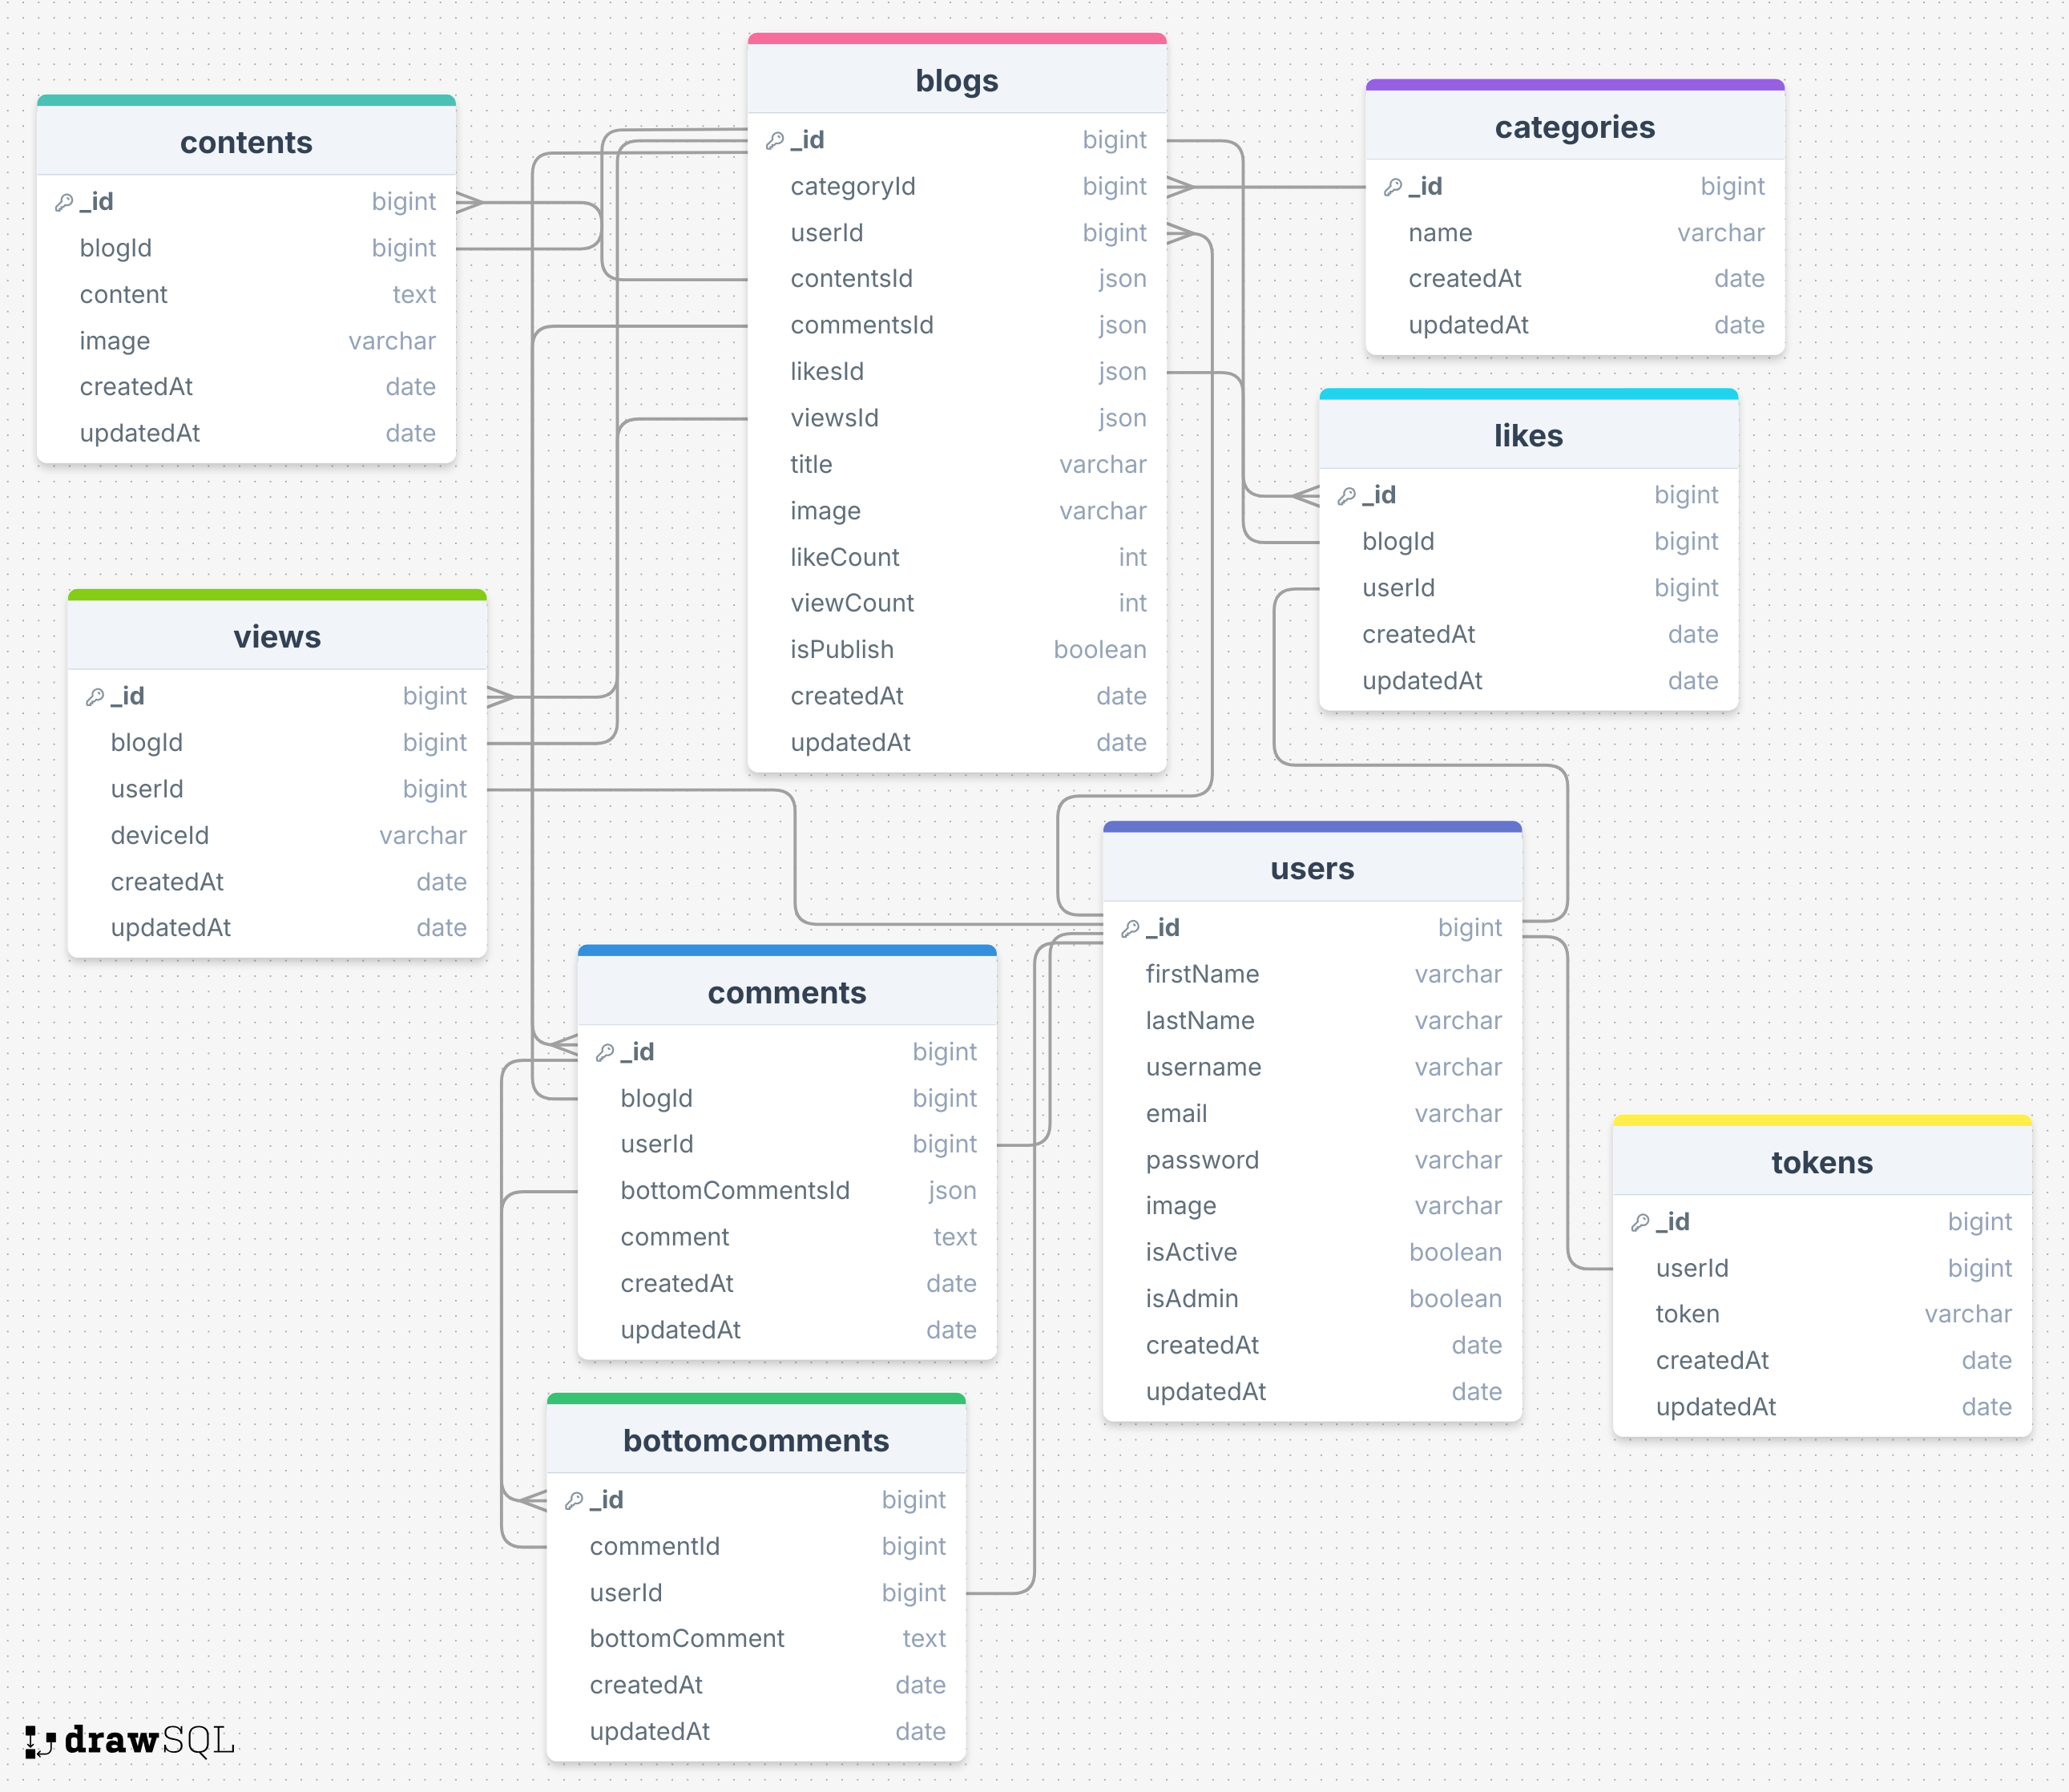 blogs
_id bigint
categoryId bigint
userId bigint
contentsId json
commentsId json
likesId json
viewsId json
title varchar
image varchar
likeCount int
viewCount int
isPublish boolean
createdAt date
updatedAt date
categories
_id bigint
name varchar
createdAt date
updatedAt date
contents
_id bigint
blogId bigint
content text
image varchar
createdAt date
updatedAt date
likes
_id bigint
blogId bigint
userId bigint
createdAt date
updatedAt date
views
_id bigint
blogId bigint
userId bigint
deviceId varchar
createdAt date
updatedAt date
users
_id bigint
firstName varchar
lastName varchar
username varchar
email varchar
password varchar
image varchar
isActive boolean
isAdmin boolean
createdAt date
updatedAt date
comments
_id bigint
blogId bigint
userId bigint
bottomCommentsId json
comment text
createdAt date
updatedAt date
tokens
_id bigint
userId bigint
token varchar
createdAt date
updatedAt date
bottomcomments
_id bigint
commentId bigint
userId bigint
bottomComment text
createdAt date
updatedAt date
drawSQL